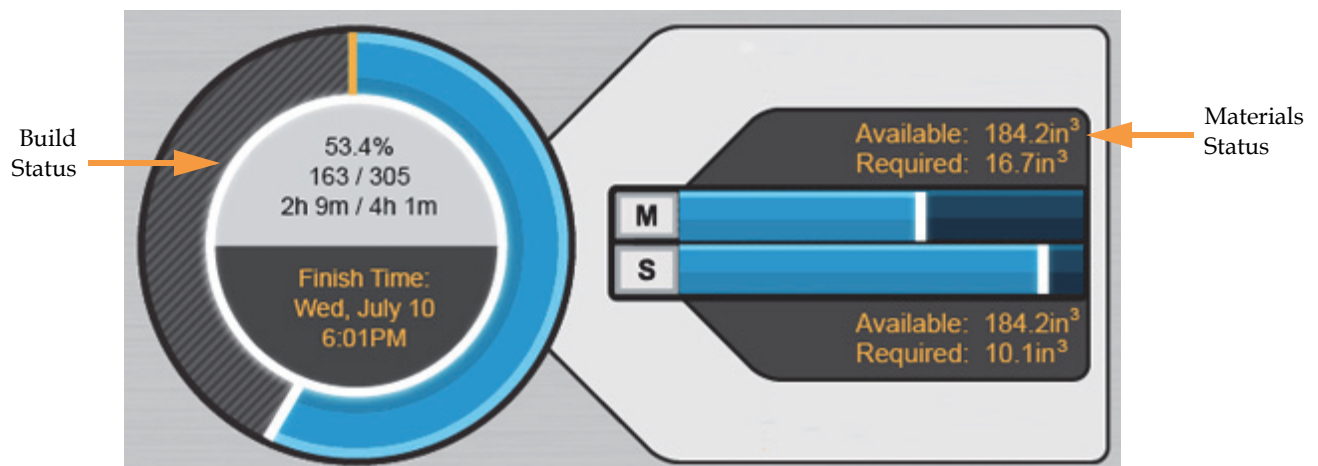 Build
Status
53.4%
163 / 305
2h 9m / 4h 1m
Finish Time:
Wed, July 10
6:01PM
Available: 184.2in³
Required: 16.7in³
M
S
Available: 184.2in³
Required: 10.1in³
Materials
Status